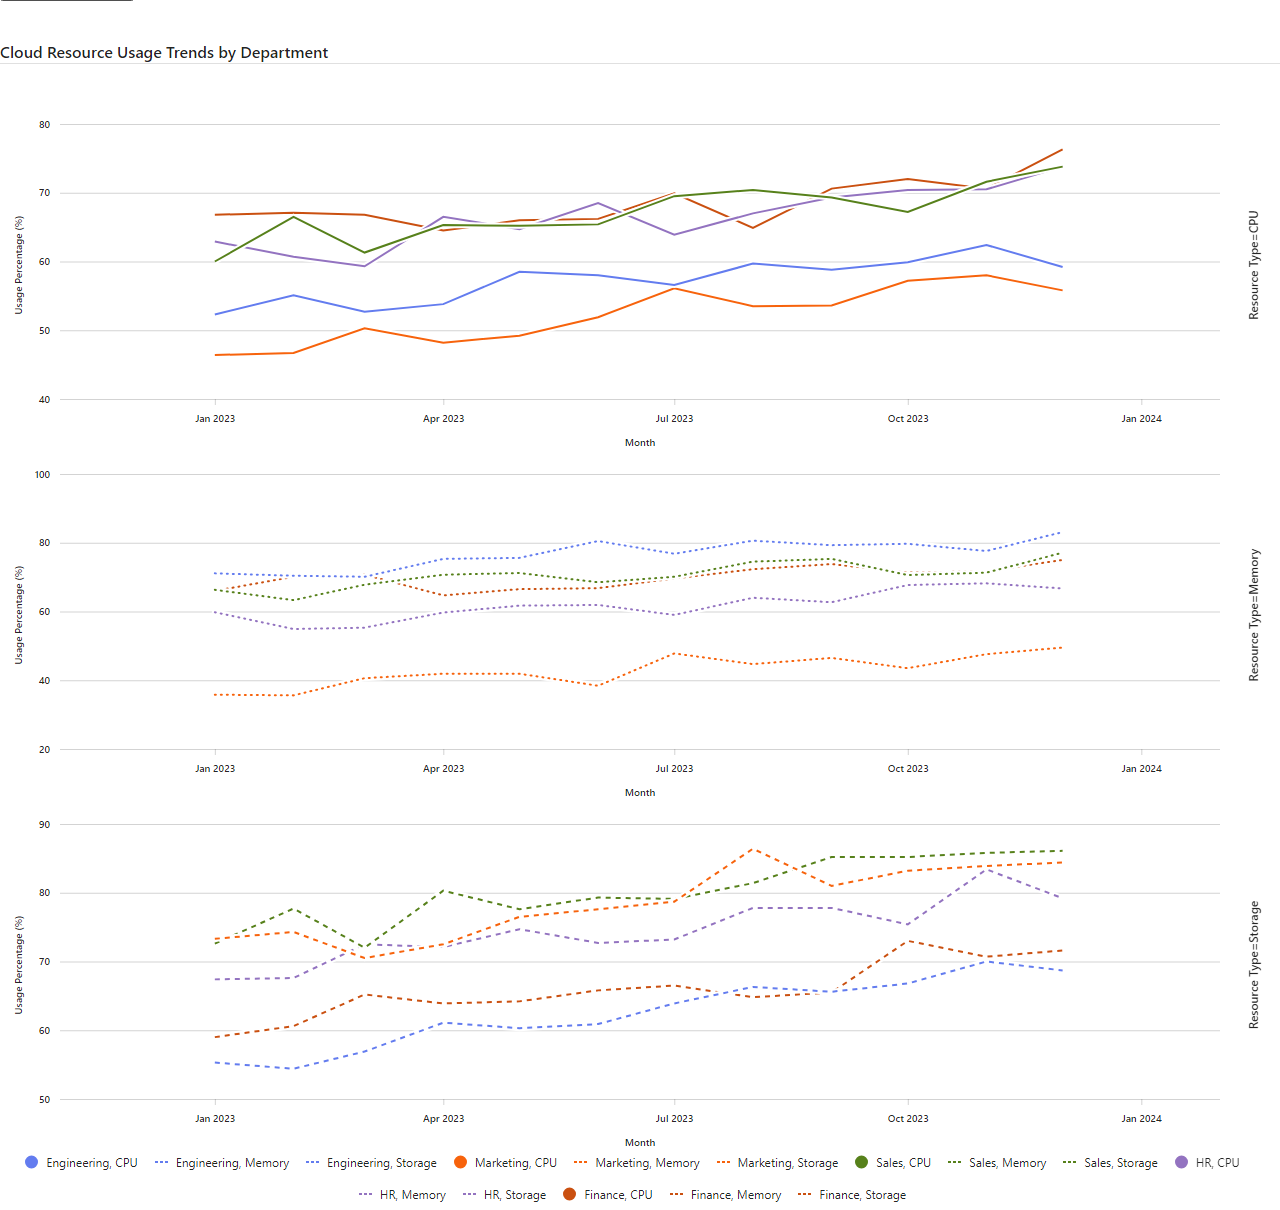 Cloud Resource Usage Trends by Department
80
70
60
50
40
Usage Percentage (%)
Resource Type=CPU
Jan 2023 Apr 2023 Jul 2023 Oct 2023 Jan 2024
Month
100
80
60
40
20
Usage Percentage (%)
Resource Type=Memory
Jan 2023 Apr 2023 Jul 2023 Oct 2023 Jan 2024
Month
90
80
70
60
50
Usage Percentage (%)
Resource Type=Storage
Jan 2023 Apr 2023 Jul 2023 Oct 2023 Jan 2024
Month
Engineering, CPU Engineering, Memory Engineering, Storage Marketing, CPU Marketing, Memory Marketing, Storage Sales, CPU Sales, Memory Sales, Storage HR, CPU
HR, Memory HR, Storage Finance, CPU Finance, Memory Finance, Storage